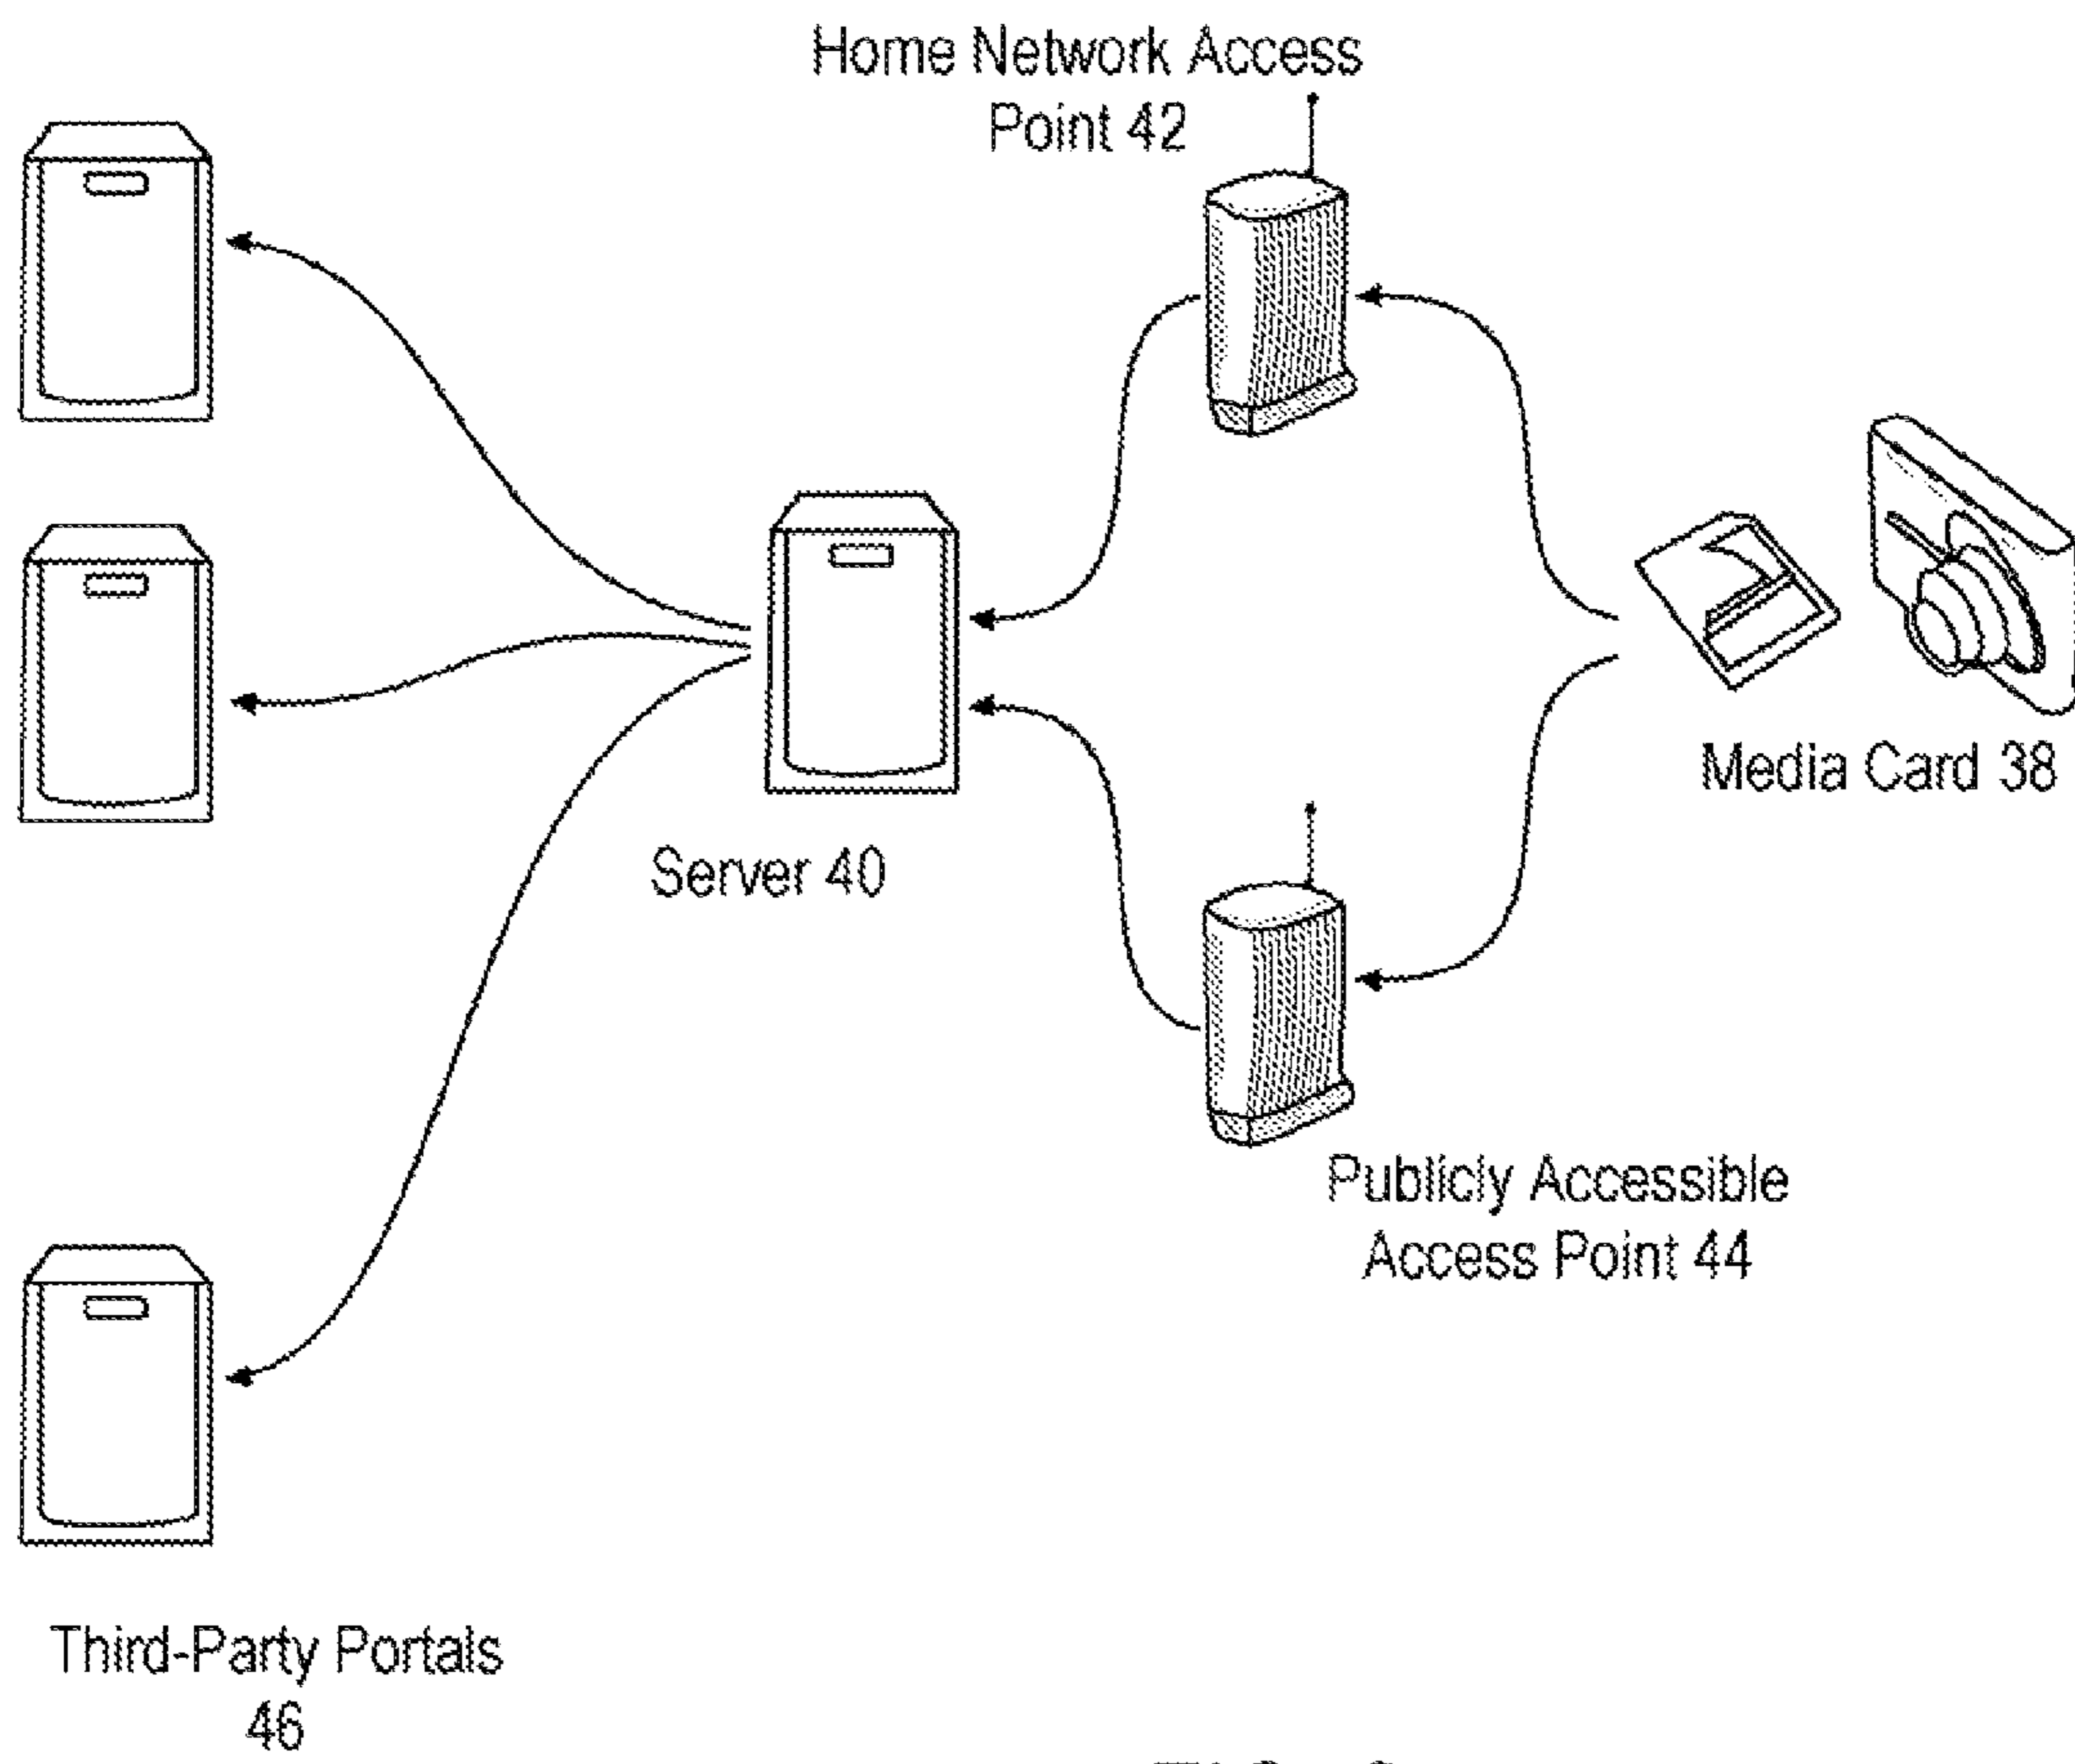 Home Network Access
Point 42
Media Card 38
Server 40
Publicly Accessible
Access Point 44
Third-Party Portals
46